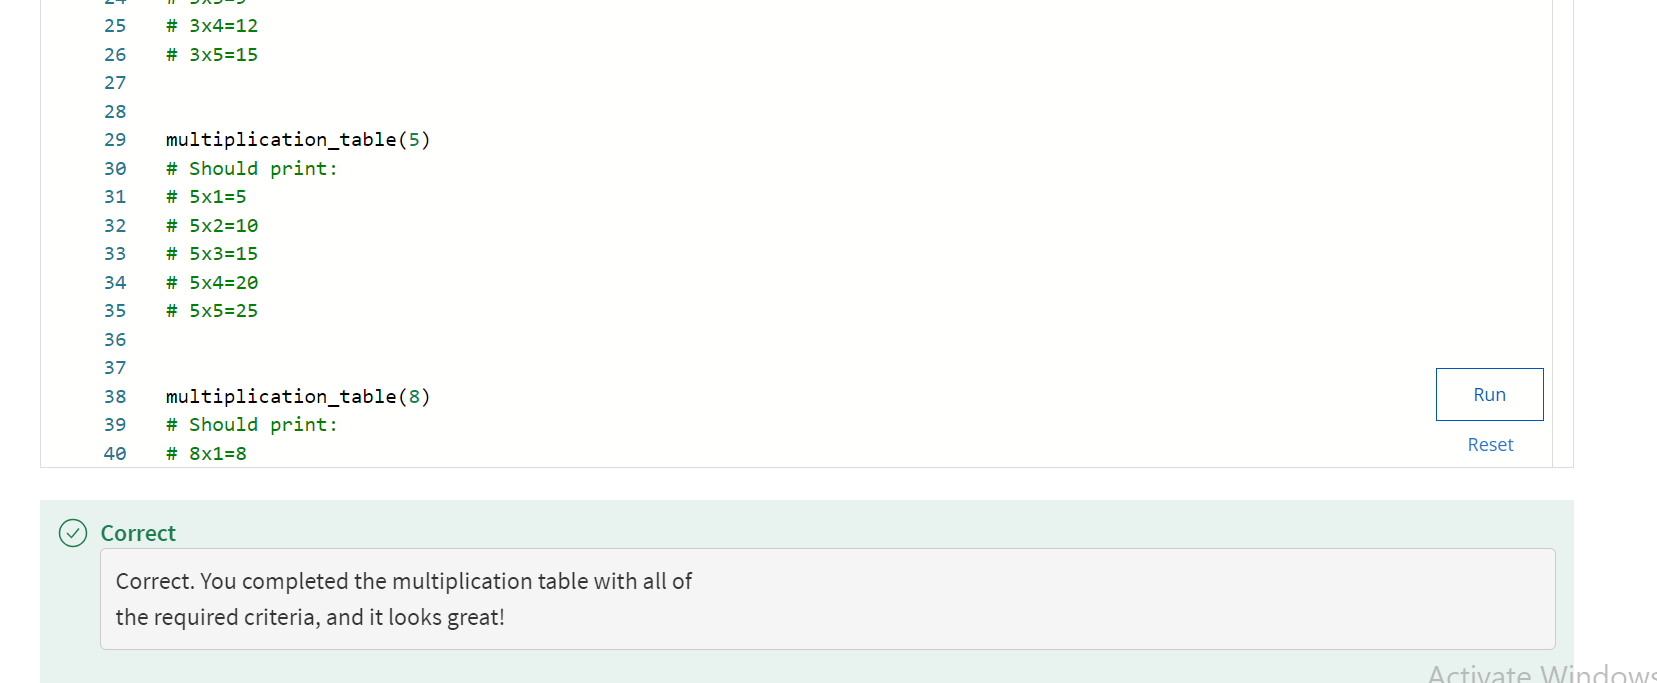 25 # 3x4=12
26 # 3x5=15
27
28
29 multiplication_table(5)
30 # Should print:
31 # 5x1=5
32 # 5x2=10
33 # 5x3=15
34 # 5x4=20
35 # 5x5=25
36
37
38 multiplication_table(8)
39 # Should print:
40 # 8x1=8
Run
Reset
Correct
Correct. You completed the multiplication table with all of
the required criteria, and it looks great!
Activate Windows